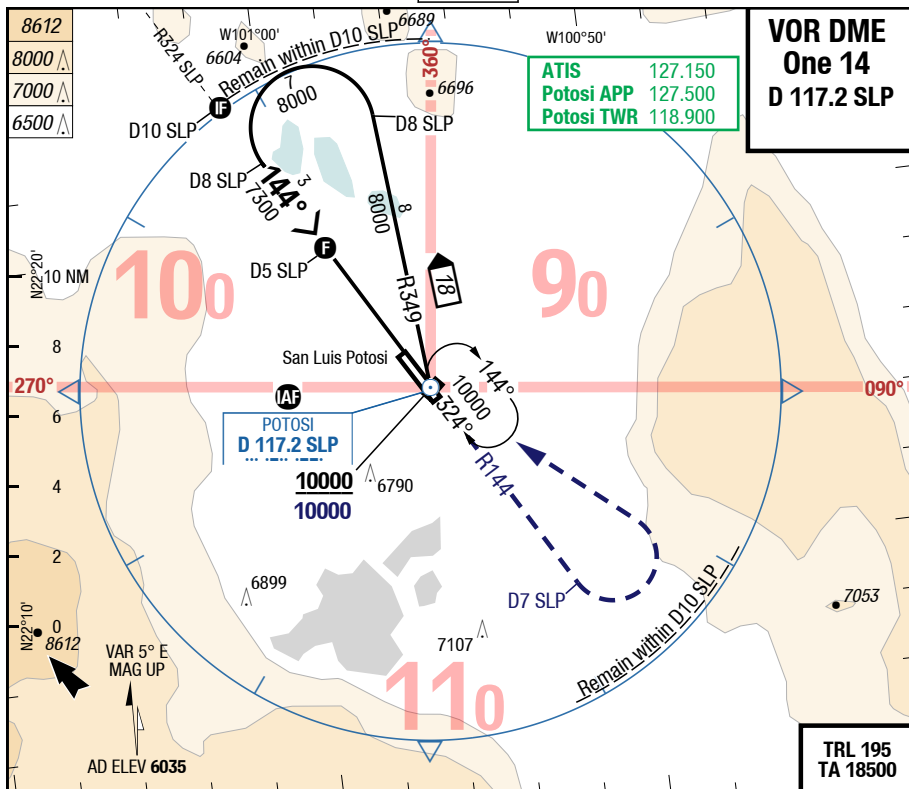 8612
8000
7000
6500
R324 SLP
W101°00'
6604
Remain within D10 SLP
6689
360°
6696
W100°50'
ATIS 127.150
Potosi APP 127.500
Potosi TWR 118.900
VOR DME
One 14
D 117.2 SLP
IF
D10 SLP
7
8000
D8 SLP
D8 SLP
7300
144°
3
8
8000
F
D5 SLP
R349
18
N22°20'
10 NM
100
90
8
San Luis Potosi
270°
090°
IAF
144°
10000
324°
6
POTOSI
D 117.2 SLP
R144
10000
10000
6790
4
2
6899
D7 SLP
7053
0
N22°10'
8612
7107
Remain within D10 SLP
VAR 5° E
MAG UP
110
AD ELEV 6035
TRL 195
TA 18500